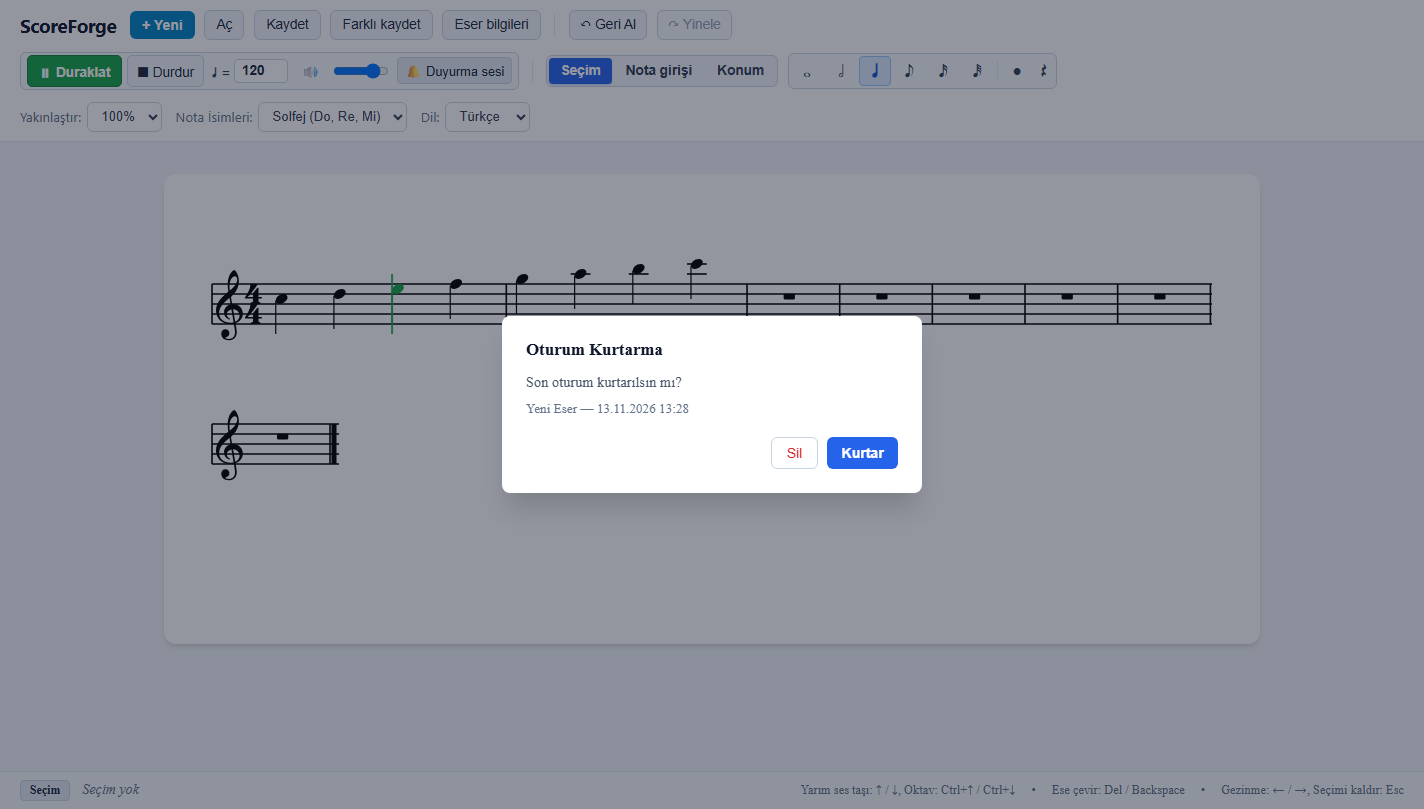 ScoreForge + Yeni Aç Kaydet Farklı kaydet Eser bilgileri ↶ Geri Al ↷ Yinele
⏸ Duraklat ■ Durdur ♩ = 120 🔔 Duyurma sesi Seçim Nota girişi Konum
Yakınlaştır: 100% Nota İsimleri: Solfej (Do, Re, Mi) Dil: Türkçe
Oturum Kurtarma
Son oturum kurtarılsın mı?
Yeni Eser — 13.11.2026 13:28
Sil Kurtar
Seçim Seçim yok Yarım ses taşı: ↑ / ↓, Oktav: Ctrl+↑ / Ctrl+↓ • Ese çevir: Del / Backspace • Gezinme: ← / →, Seçimi kaldır: Esc